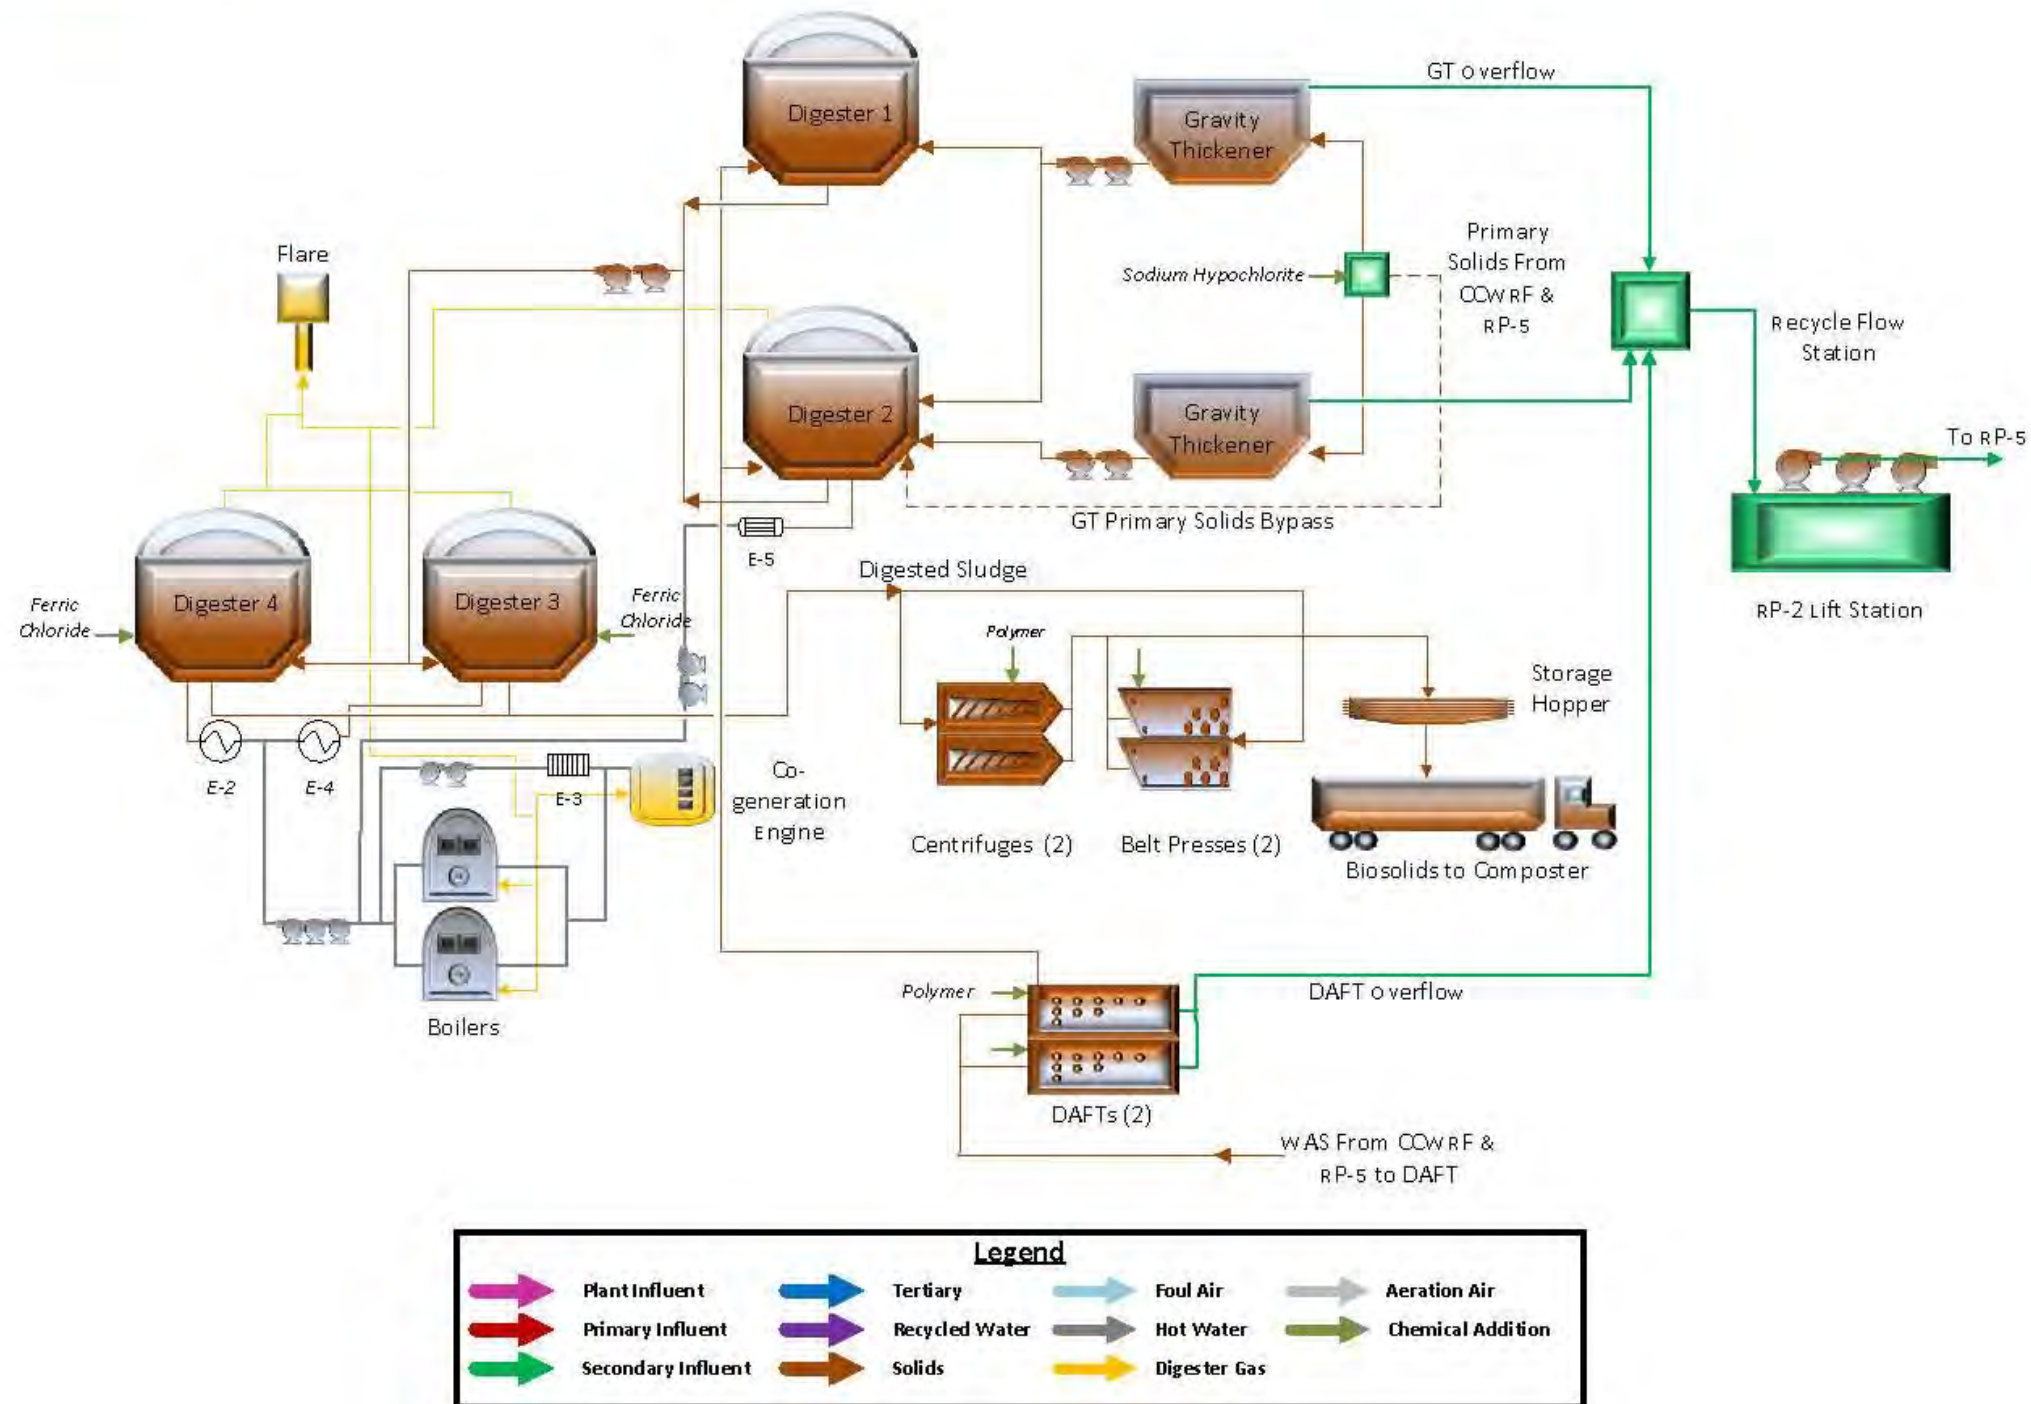 GT Overflow
Digester 1
Gravity
Thickener
Flare
Primary
Solids From
CCWRF &
RP-5
Sodium Hypochlorite
Recycle Flow
Station
Digester 2
Gravity
Thickener
To RP-5
GT Primary Solids Bypass
E-5
Digested Sludge
Ferric
Chloride
Digester 4
Digester 3
Ferric
Chloride
RP-2 Lift Station
Polymer
Storage
Hopper
E-2
E-4
E-3
Co-
generation
Engine
Centrifuges (2)
Belt Presses (2)
Biosolids to Composter
Polymer
DAFT Overflow
Boilers
DAFTs (2)
WAS From CCWRF &
RP-5 to DAFT
Legend
Plant Influent
Tertiary
Foul Air
Aeration Air
Primary Influent
Recycled Water
Hot Water
Chemical Addition
Secondary Influent
Solids
Digester Gas